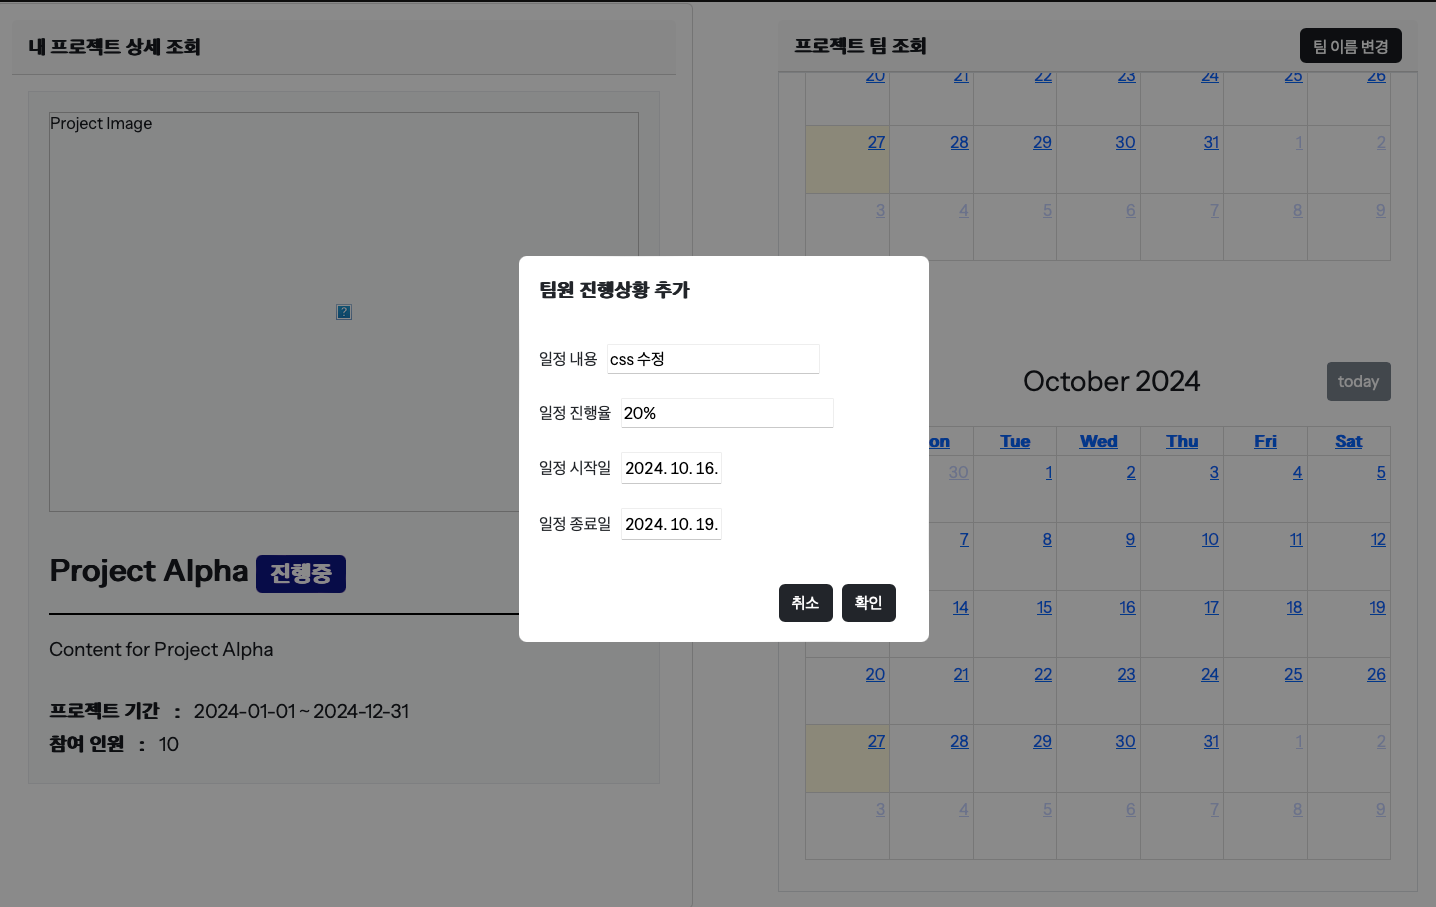 내 프로젝트 상세 조회
Project Image
Project Alpha 진행중
Content for Project Alpha
프로젝트 기간 : 2024-01-01 ~ 2024-12-31
참여 인원 : 10
프로젝트 팀 조회
팀 이름 변경
20 21 22 23 24 25 26
27 28 29 30 31 1 2
3 4 5 6 7 8 9
October 2024
today
on Tue Wed Thu Fri Sat
30 1 2 3 4 5
7 8 9 10 11 12
14 15 16 17 18 19
20 21 22 23 24 25 26
27 28 29 30 31 1 2
3 4 5 6 7 8 9
팀원 진행상황 추가
일정 내용 css 수정
일정 진행율 20%
일정 시작일 2024. 10. 16.
일정 종료일 2024. 10. 19.
취소 확인